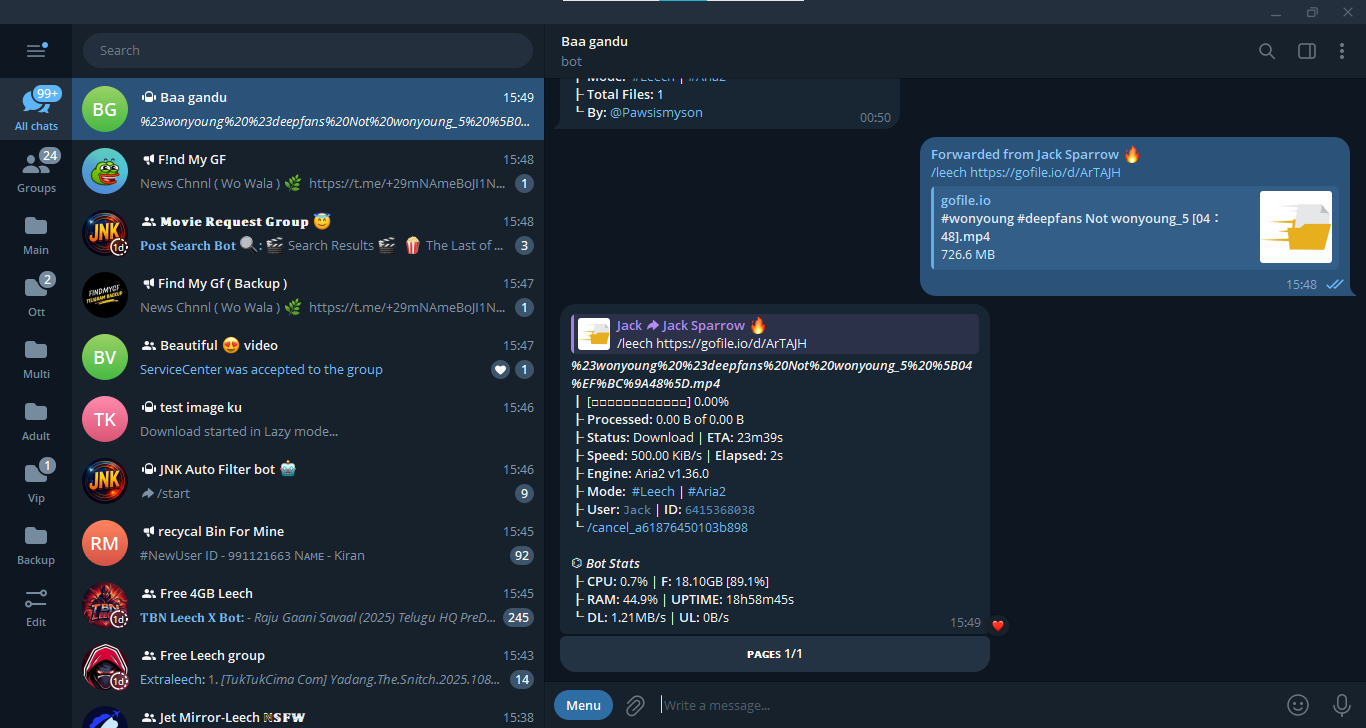 Search
99+
All chats
24
Groups
Main
2
Ott
Multi
Adult
1
Vip
Backup
Edit
BG
Baa gandu
15:49
%23wonyoung%20%23deepfans%20Not%20wonyoung_5%20%5B0...
F!nd My GF
15:48
News Chnnl ( Wo Wala ) 🌿 https://t.me/+29mNAmeBoJI1N...
1
JNK
1d
Movie Request Group 😇
15:48
Post Search Bot 🔍: 🎬 Search Results 🎬 🍿 The Last of ...
3
FINDMYGF
TELEGRAM BACKUP
Find My Gf ( Backup )
15:47
News Chnnl ( Wo Wala ) 🌿 https://t.me/+29mNAmeBoJI1N...
1
BV
Beautiful 😍 video
15:47
ServiceCenter was accepted to the group
1
TK
test image ku
15:46
Download started in Lazy mode...
JNK
JNK Auto Filter bot 🤖
15:46
/start
9
RM
recycal Bin For Mine
15:45
#NewUser ID - 991121663 Nᴀᴍᴇ - Kiran
92
TBN
1d
Free 4GB Leech
15:45
TBN Leech X Bot: - Raju Gaani Savaal (2025) Telugu HQ PreD...
245
1d
Free Leech group
15:43
Extraleech: 1. [TukTukCima Com] Yadang.The.Snitch.2025.108...
14
Jet Mirror-Leech ℕSFW
15:38
Baa gandu
bot
┠ Mode: #Leech | #Aria2
┠ Total Files: 1
┖ By: @Pawsismyson
00:50
Forwarded from Jack Sparrow 🔥
/leech https://gofile.io/d/ArTAJH
gofile.io
#wonyoung #deepfans Not wonyoung_5 [04：
48].mp4
726.6 MB
15:48
Jack ➦ Jack Sparrow 🔥
/leech https://gofile.io/d/ArTAJH
%23wonyoung%20%23deepfans%20Not%20wonyoung_5%20%5B04
%EF%BC%9A48%5D.mp4
┃ [□□□□□□□□□□□□] 0.00%
┠ Processed: 0.00 B of 0.00 B
┠ Status: Download | ETA: 23m39s
┠ Speed: 500.00 KiB/s | Elapsed: 2s
┠ Engine: Aria2 v1.36.0
┠ Mode: #Leech | #Aria2
┠ User: Jack | ID: 6415368038
┖ /cancel_a61876450103b898
⌬ Bot Stats
┠ CPU: 0.7% | F: 18.10GB [89.1%]
┠ RAM: 44.9% | UPTIME: 18h58m45s
┖ DL: 1.21MB/s | UL: 0B/s
15:49
ᴘᴀɢᴇs 1/1
Menu
Write a message...